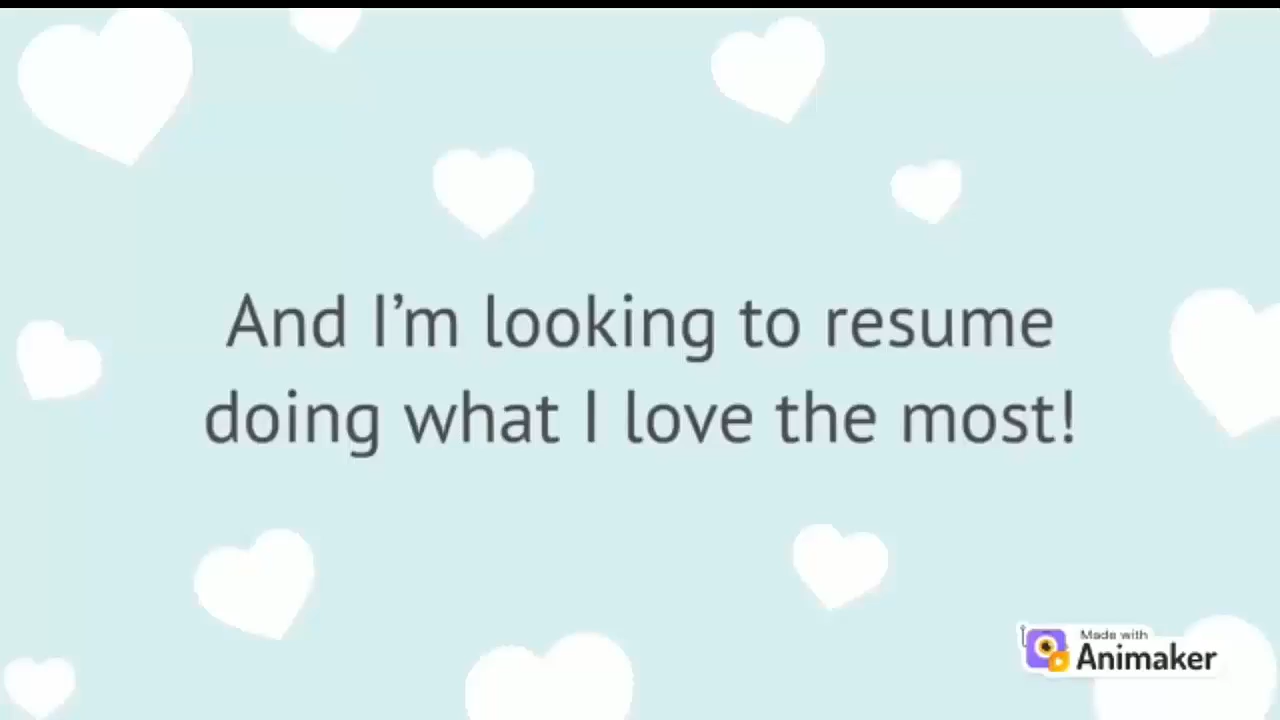 And I’m looking to resume
doing what I love the most!
Made with
Animaker